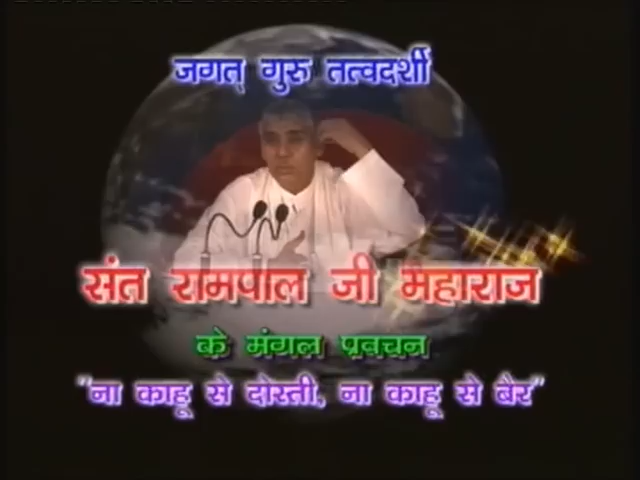 जगत् गुरु तत्वदर्शी
संत रामपाल जी महाराज
के मंगल प्रवचन
"ना काहू से दोस्ती, ना काहू से बैर"